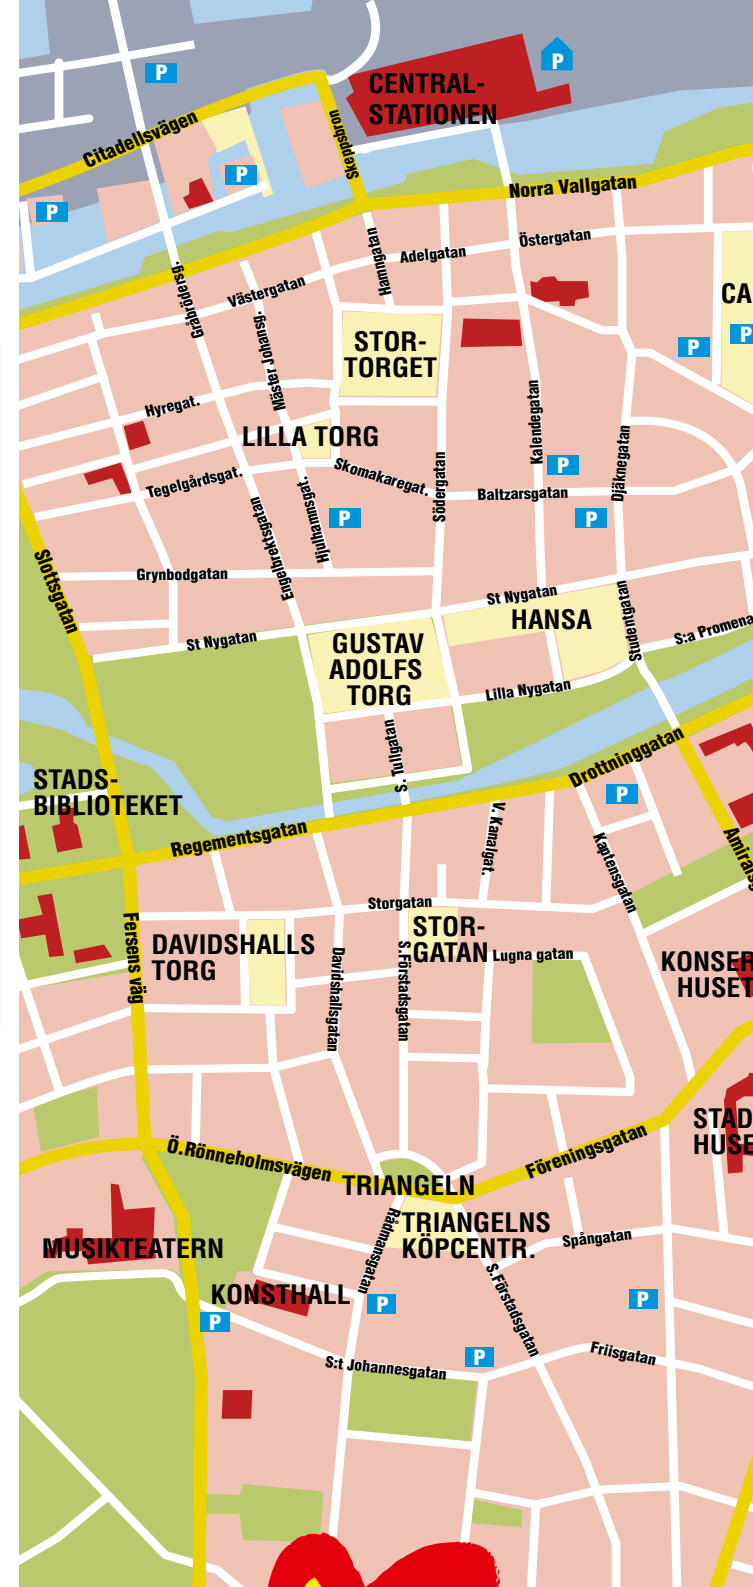 P
P
CENTRAL-
STATIONEN
Citadellsvägen
Skeppsbron
P
P
Norra Vallgatan
Östergatan
Adelgatan
Hamngatan
Gråbrödersg.
Västergatan
CA
Mäster Johansg.
STOR-
TORGET
P
P
Hyregat.
Kalendegatan
LILLA TORG
Djäknegatan
Skomakaregat.
P
Tegelgårdsgat.
Södergatan
Baltzarsgatan
Hjulhamnsgat.
P
P
Engelbrektsgatan
Slottsgatan
Grynbodgatan
St Nygatan
HANSA
Studentgatan
S:a Promena
St Nygatan
GUSTAV
ADOLFS
TORG
Lilla Nygatan
S. Tullgatan
Drottninggatan
STADS-
BIBLIOTEKET
P
Regementsgatan
V. Kanalgat.
Kaptensgatan
Amiralsg
Storgatan
Fersens väg
DAVIDSHALLS
TORG
Davidshallsgatan
S.Förstadsgatan
STOR-
GATAN
Lugna gatan
KONSER
HUSET
STAD
HUSE
Ö.Rönneholmsvägen
TRIANGELN
Föreningsgatan
Rådmansgatan
TRIANGELNS
KÖPCENTR.
Spångatan
MUSIKTEATERN
S.Förstadsgatan
KONSTHALL
P
P
P
P
Friisgatan
S:t Johannesgatan